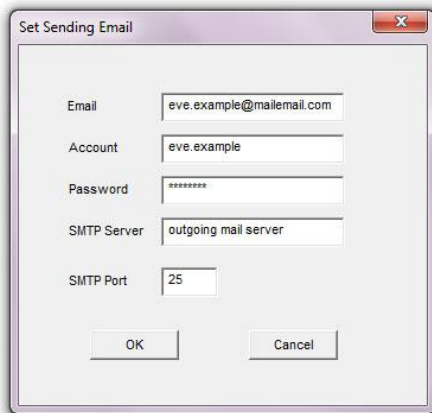 Set Sending Email
Email eve.example@mailemail.com
Account eve.example
Password ********
SMTP Server outgoing mail server
SMTP Port 25
OK Cancel